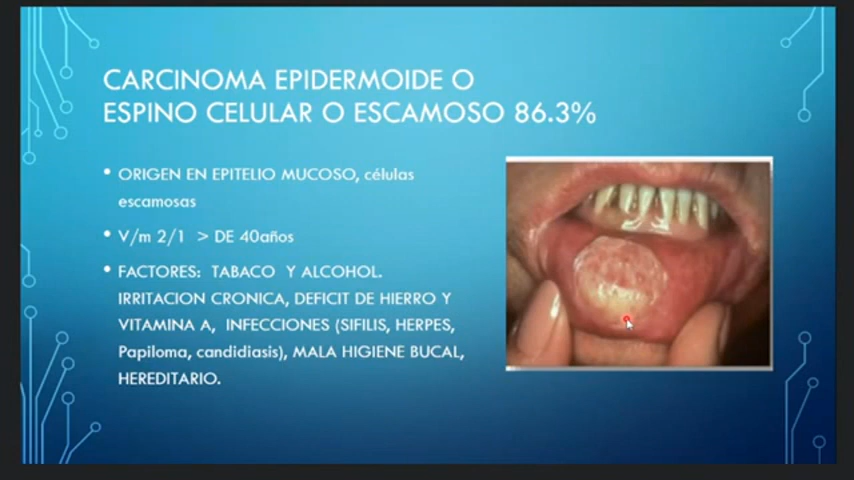 CARCINOMA EPIDERMOIDE O
ESPINO CELULAR O ESCAMOSO 86.3%
• ORIGEN EN EPITELIO MUCOSO, células
escamosas
• V/m 2/1 > DE 40años
• FACTORES: TABACO Y ALCOHOL.
IRRITACION CRONICA, DEFICIT DE HIERRO Y
VITAMINA A, INFECCIONES (SIFILIS, HERPES,
Papiloma, candidiasis), MALA HIGIENE BUCAL,
HEREDITARIO.